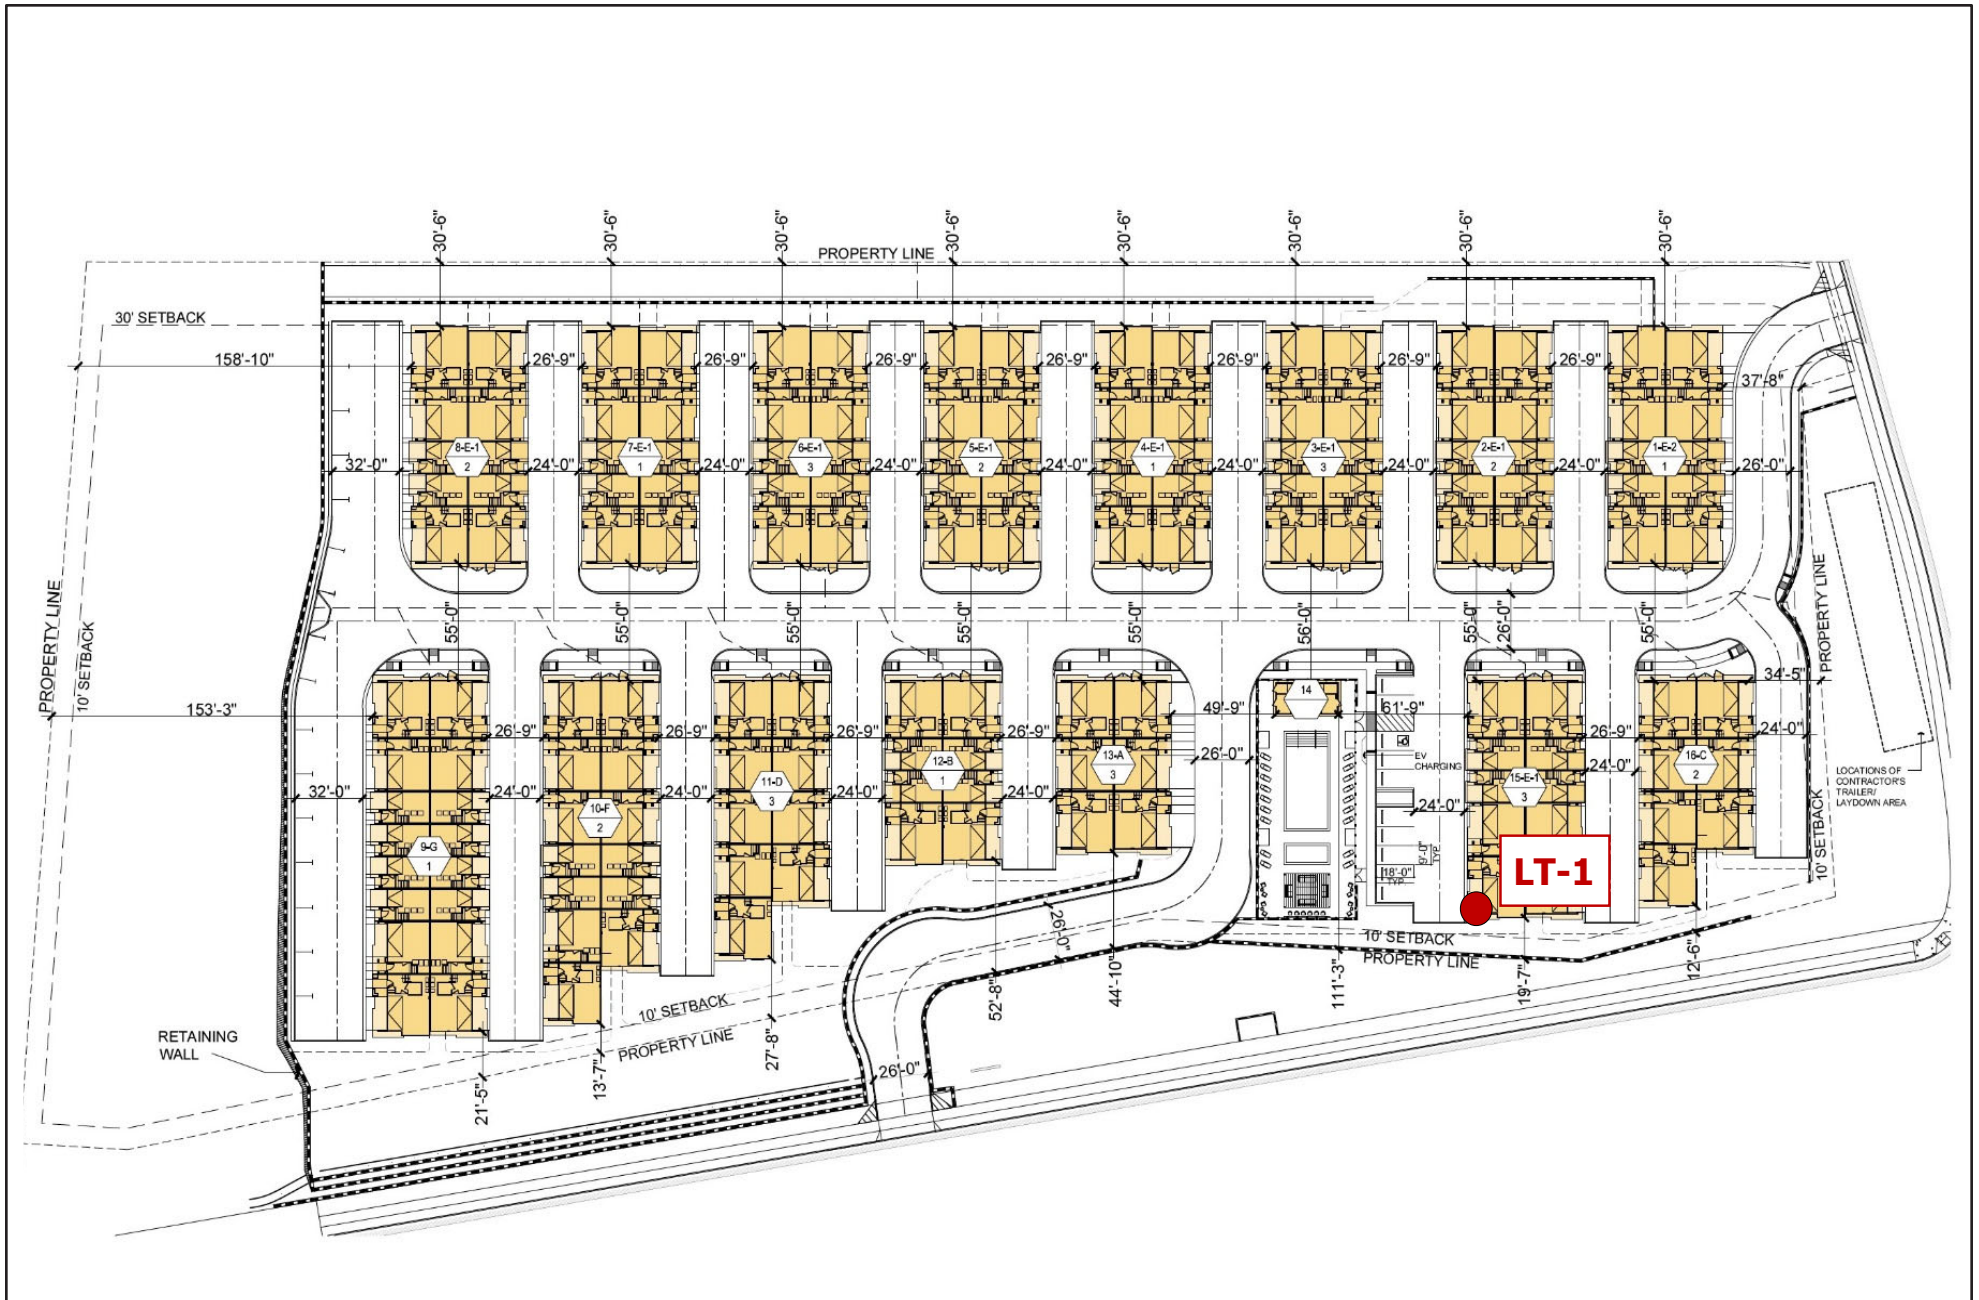 30'-6"
30'-6"
30'-6"
30'-6"
30'-6"
30'-6"
30'-6"
30'-6"
PROPERTY LINE
30' SETBACK
158'-10"
26'-9"
26'-9"
26'-9"
26'-9"
26'-9"
26'-9"
26'-9"
37'-8"
8-E-1
2
7-E-1
1
6-E-1
3
5-E-1
2
4-E-1
1
3-E-1
3
2-E-1
2
1-E-2
1
32'-0"
24'-0"
24'-0"
24'-0"
24'-0"
24'-0"
24'-0"
24'-0"
26'-0"
PROPERTY LINE
10' SETBACK
PROPERTY LINE
55'-0"
55'-0"
55'-0"
55'-0"
55'-0"
56'-0"
55'-0"
26'-0"
55'-0"
34'-5"
153'-3"
14
49'-9"
61'-9"
26'-9"
26'-9"
26'-9"
26'-9"
26'-9"
24'-0"
26'-0"
EV
CHARGING
24'-0"
12-B
1
13-A
3
11-D
3
15-E-1
3
16-C
2
LOCATIONS OF
CONTRACTOR'S
TRAILER/
LAYDOWN AREA
32'-0"
24'-0"
24'-0"
24'-0"
24'-0"
24'-0"
10-F
2
9-G
1
9'-0"
TYP.
18'-0"
TYP.
LT-1
10' SETBACK
10' SETBACK
PROPERTY LINE
26'-0"
52'-8"
44'-10"
111'-3"
19'-7"
12'-6"
10' SETBACK
PROPERTY LINE
RETAINING
WALL
21'-5"
13'-7"
27'-8"
26'-0"